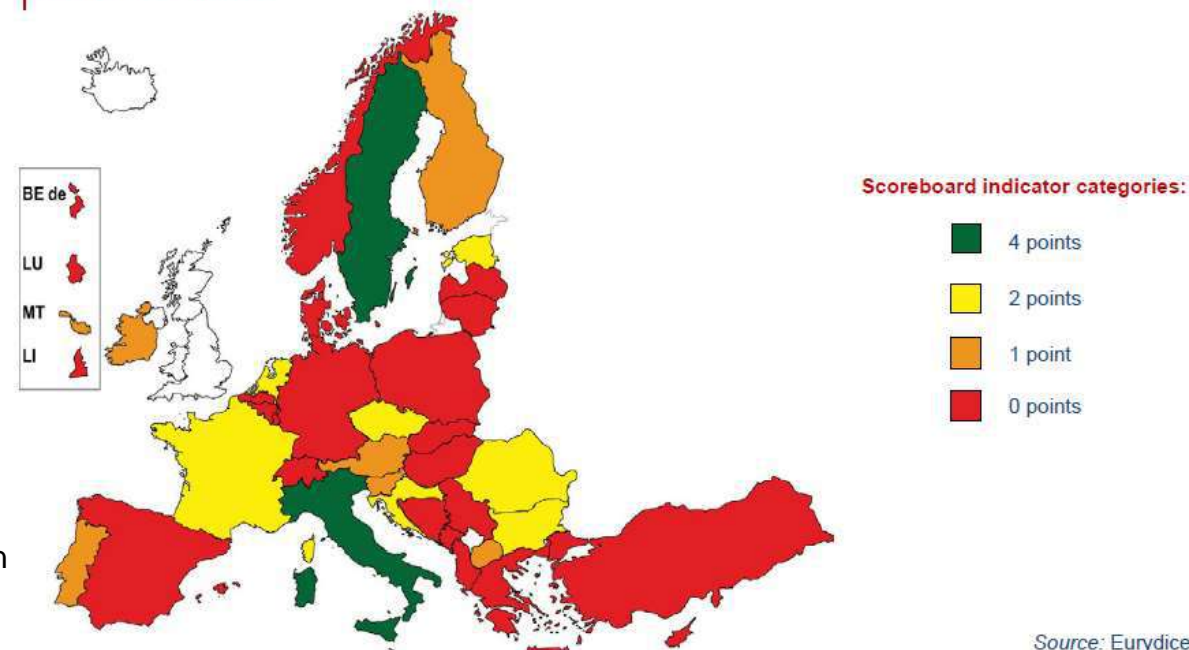 BE de
LU
MT
LI
Scoreboard indicator categories:
4 points
2 points
1 point
0 points
n
Source: Eurydice